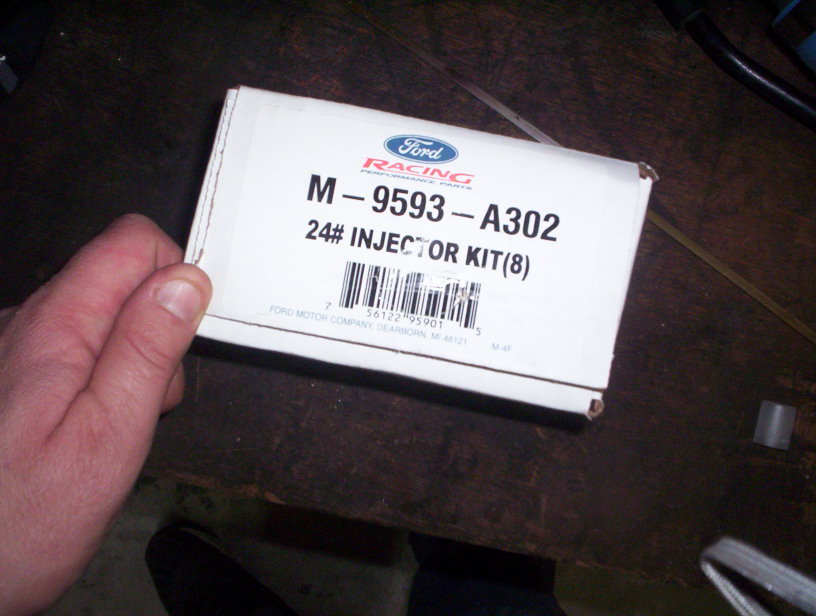 Ford
RACING
PERFORMANCE PARTS
M-9593-A302
24# INJECTOR KIT(8)
7 56122 95901 5
FORD MOTOR COMPANY, DEARBORN, MI 48121 M-4F